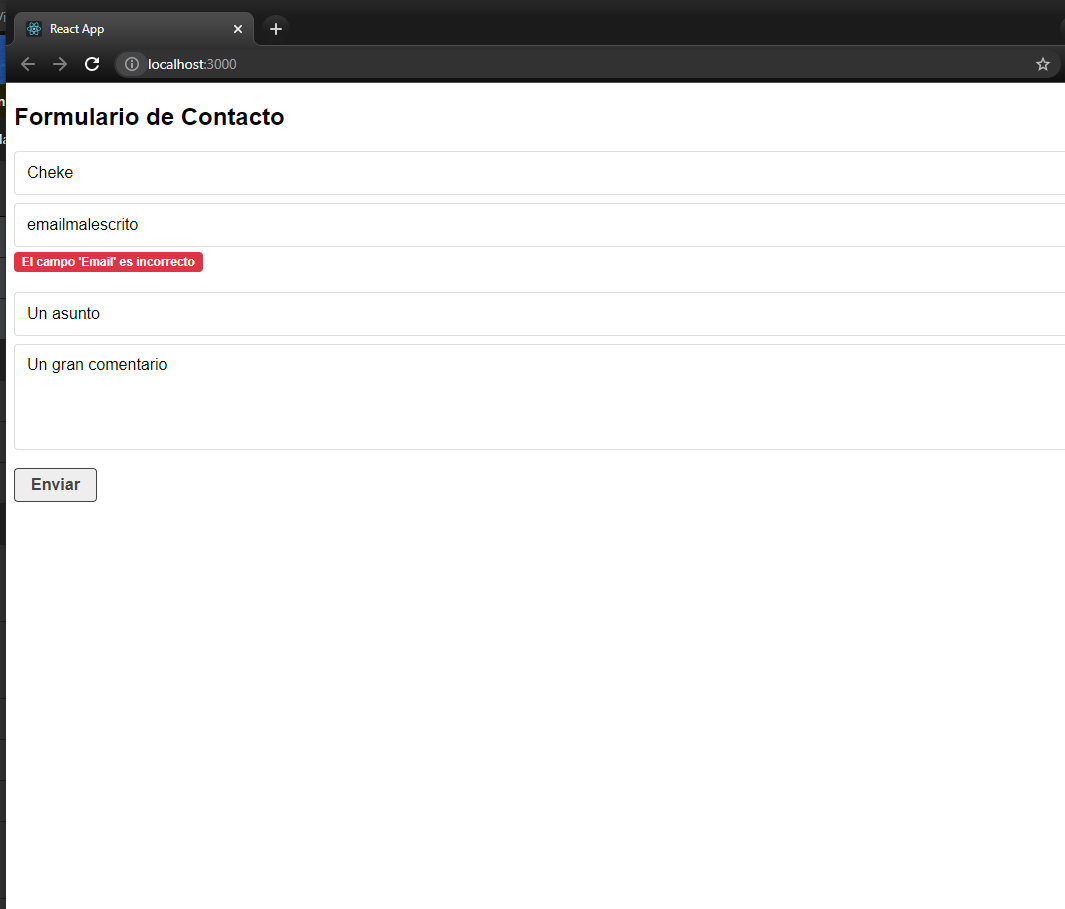 React App
localhost:3000
Formulario de Contacto
Cheke
emailmalescrito
El campo 'Email' es incorrecto
Un asunto
Un gran comentario
Enviar